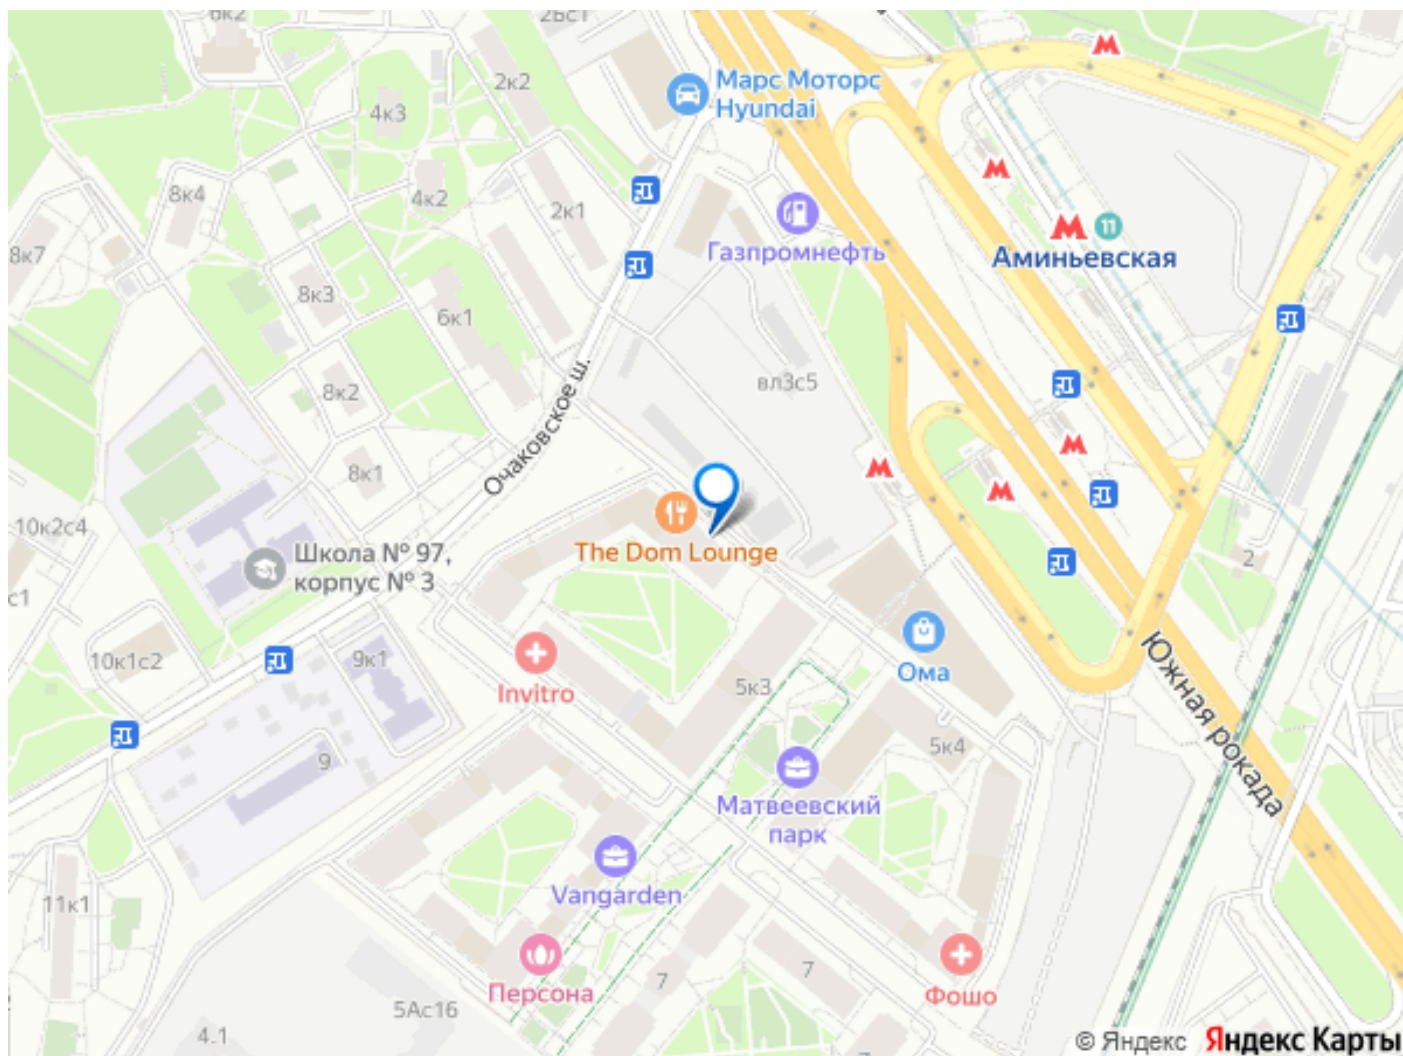 6к2
2Бс1
Марс Моторс
Hyundai
2к2
4к3
8к4
4к2
2к1
Газпромнефть
11
Аминьевская
8к7
8к3
6к1
вл3с5
8к2
Очаковское ш.
8к1
10к2с4
The Dom Lounge
Школа № 97,
корпус № 3
2
с1
10к1с2
9к1
Invitro
5к3
Ома
Южная рокада
5к4
9
Матвеевский
парк
Vangarden
11к1
Персона
7
7
Фошо
5Ас16
4.1
© Яндекс Яндекс Карты